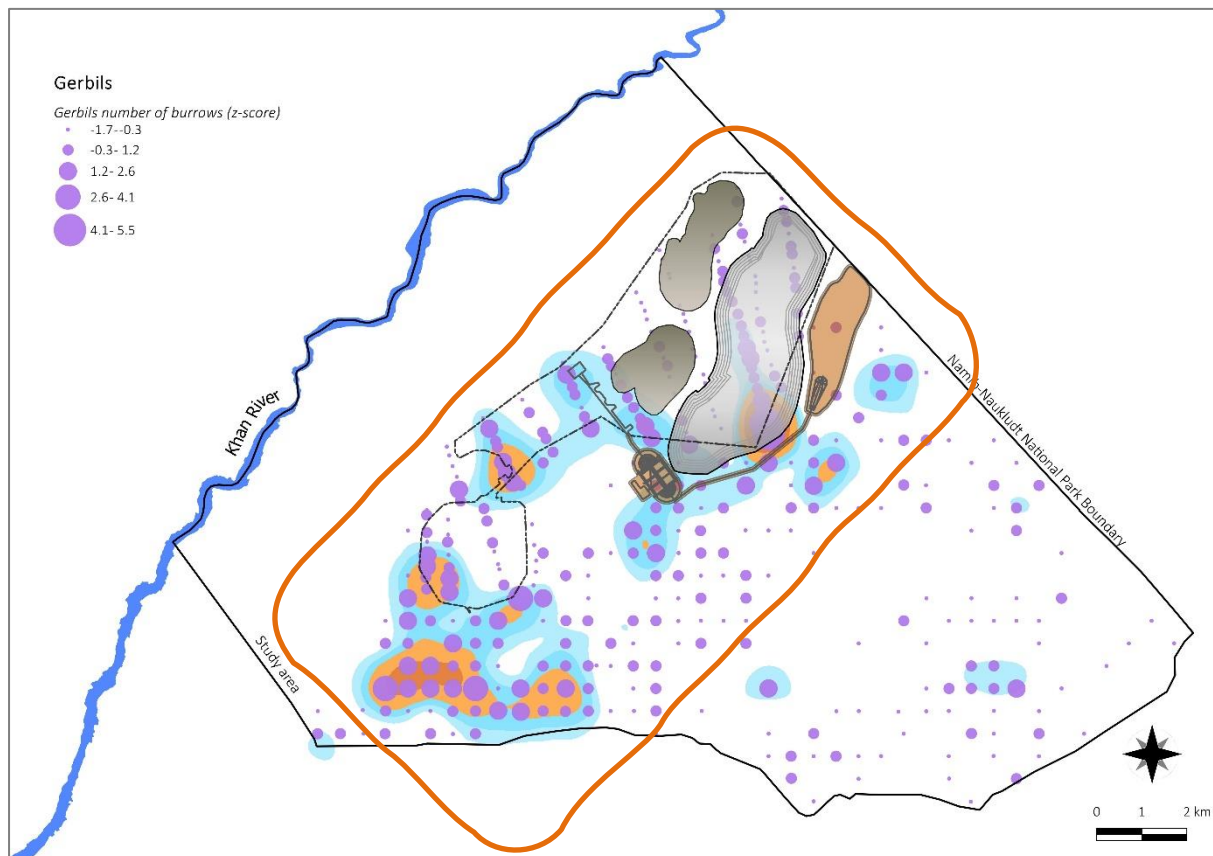 Gerbils
Gerbils number of burrows (z-score)
-1.7--0.3
-0.3- 1.2
1.2- 2.6
2.6- 4.1
4.1- 5.5
Khan River
Namib-Naukludt National Park Boundary
Study area
0 1 2 km